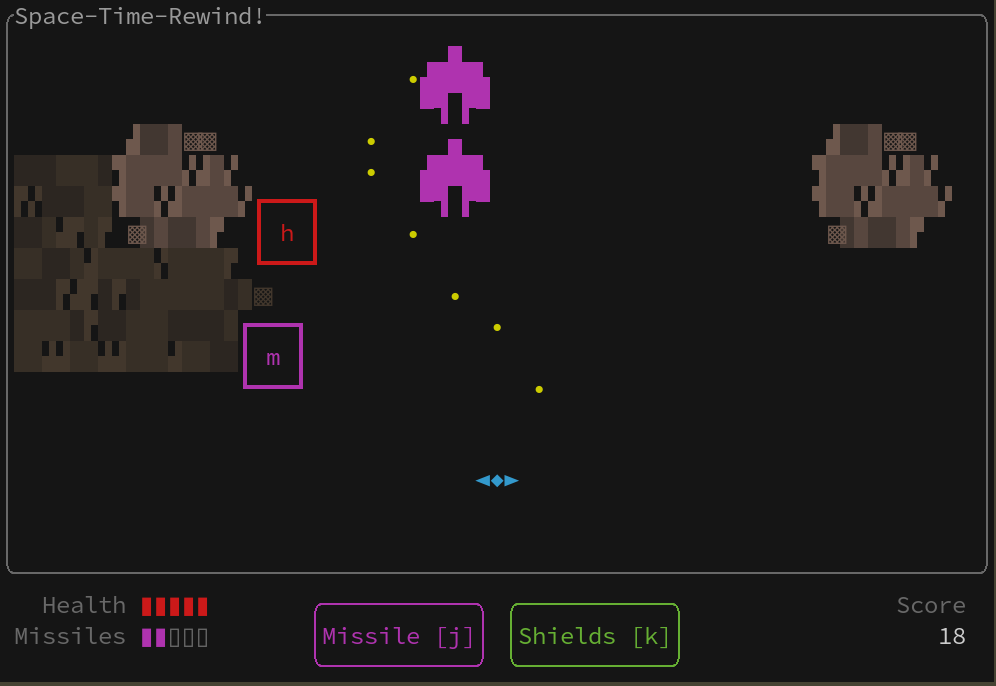 Space-Time-Rewind!
h
m
Health
Missiles
Missile [j]
Shields [k]
Score
18